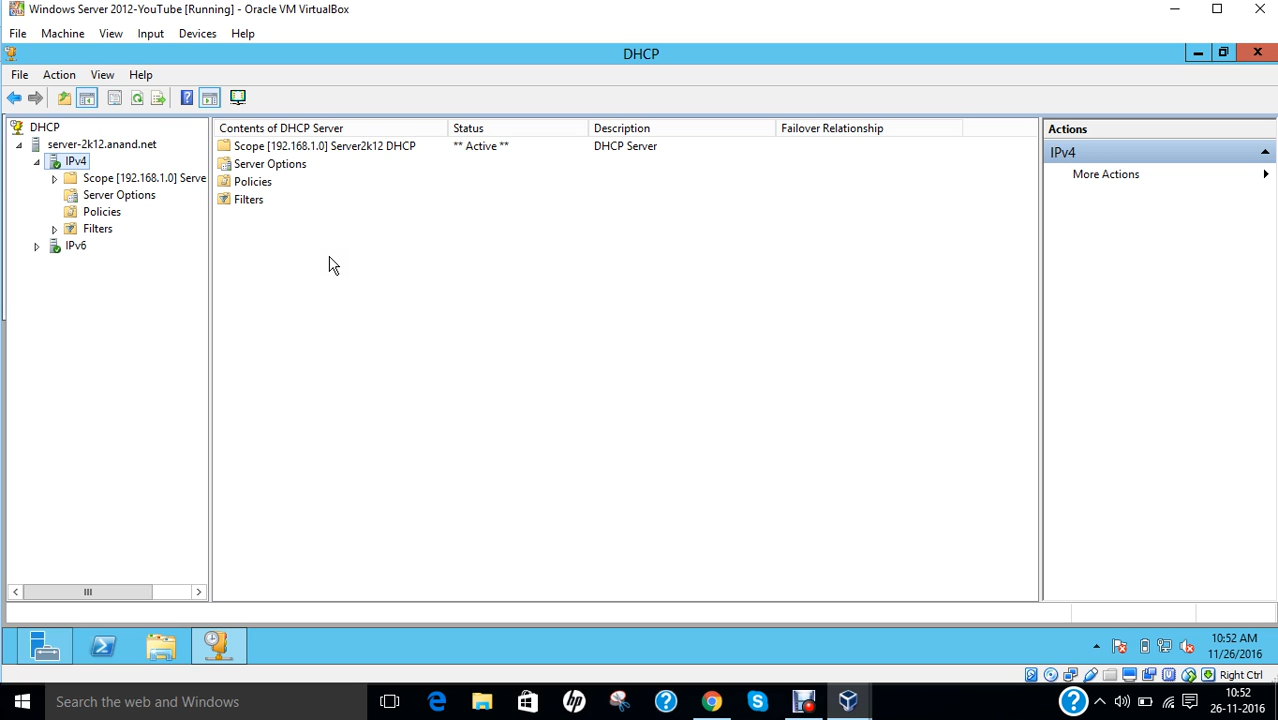 Windows Server 2012-YouTube [Running] - Oracle VM VirtualBox
File Machine View Input Devices Help
DHCP
File Action View Help
DHCP
server-2k12.anand.net
IPv4
Scope [192.168.1.0] Serve
Server Options
Policies
Filters
IPv6
Contents of DHCP Server Status Description Failover Relationship
Scope [192.168.1.0] Server2k12 DHCP ** Active ** DHCP Server
Server Options
Policies
Filters
Actions
IPv4
More Actions
10:52 AM
11/26/2016
Right Ctrl
Search the web and Windows
10:52
26-11-2016